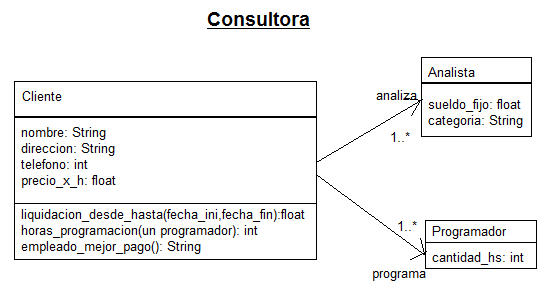 Consultora
Cliente
nombre: String
direccion: String
telefono: int
precio_x_h: float
liquidacion_desde_hasta(fecha_ini,fecha_fin):float
horas_programacion(un programador): int
empleado_mejor_pago(): String
analiza
1..*
Analista
sueldo_fijo: float
categoria: String
1..*
programa
Programador
cantidad_hs: int